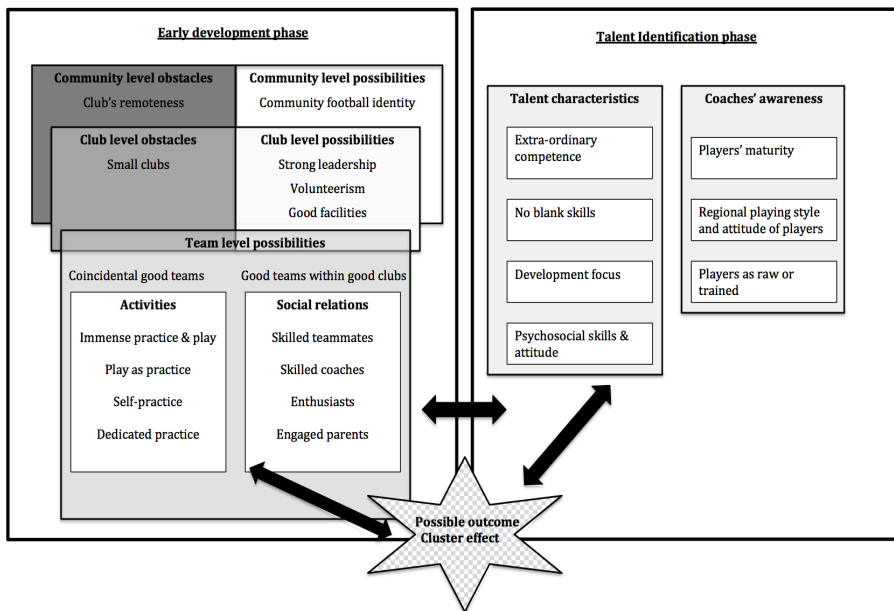 Early development phase
Community level obstacles
Club's remoteness
Community level possibilities
Community football identity
Club level obstacles
Small clubs
Club level possibilities
Strong leadership
Volunteerism
Good facilities
Team level possibilities
Coincidental good teams
Good teams within good clubs
Activities
Immense practice & play
Play as practice
Self-practice
Dedicated practice
Social relations
Skilled teammates
Skilled coaches
Enthusiasts
Engaged parents
Talent Identification phase
Talent characteristics
Extra-ordinary
competence
No blank skills
Development focus
Psychosocial skills &
attitude
Coaches' awareness
Players' maturity
Regional playing style
and attitude of players
Players as raw or
trained
Possible outcome
Cluster effect